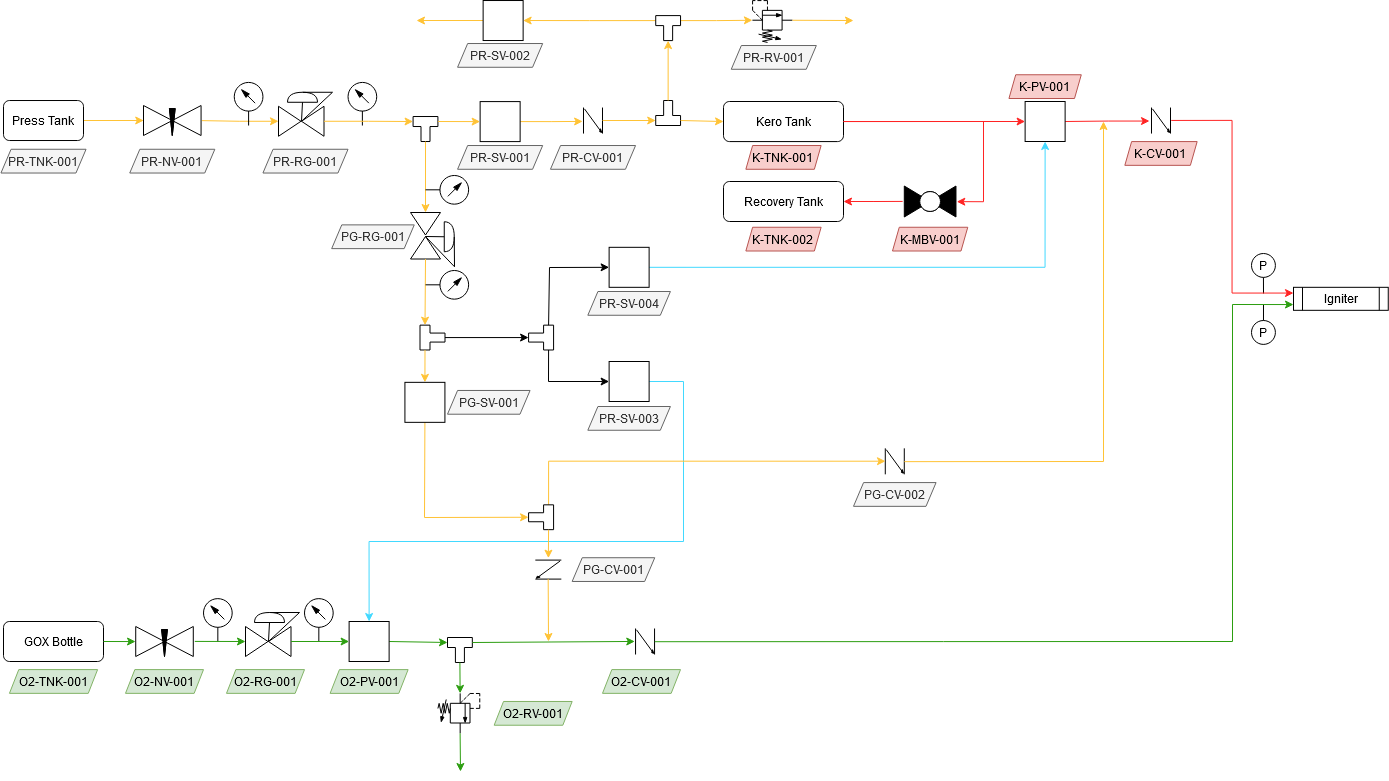 PR-SV-002
PR-RV-001
K-PV-001
Press Tank
Kero Tank
PR-TNK-001
PR-NV-001
PR-RG-001
PR-SV-001
PR-CV-001
K-TNK-001
K-CV-001
Recovery Tank
PG-RG-001
K-TNK-002
K-MBV-001
P
PR-SV-004
Igniter
P
PG-SV-001
PR-SV-003
PG-CV-002
PG-CV-001
GOX Bottle
O2-TNK-001
O2-NV-001
O2-RG-001
O2-PV-001
O2-CV-001
O2-RV-001